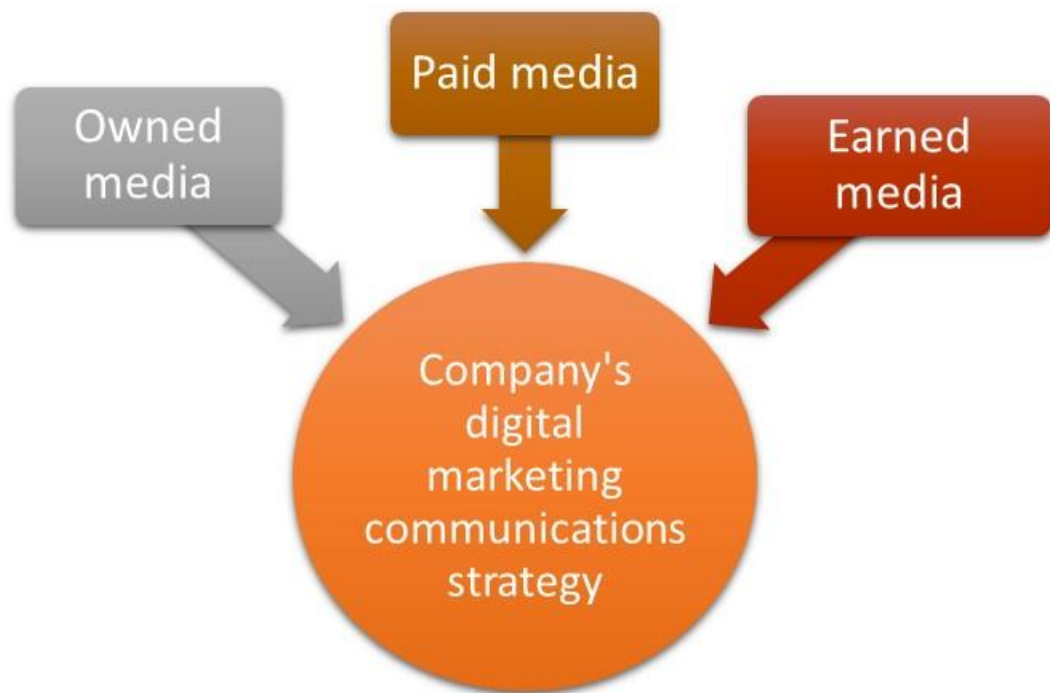 Owned
media
Paid media
Earned
media
Company's
digital
marketing
communications
strategy